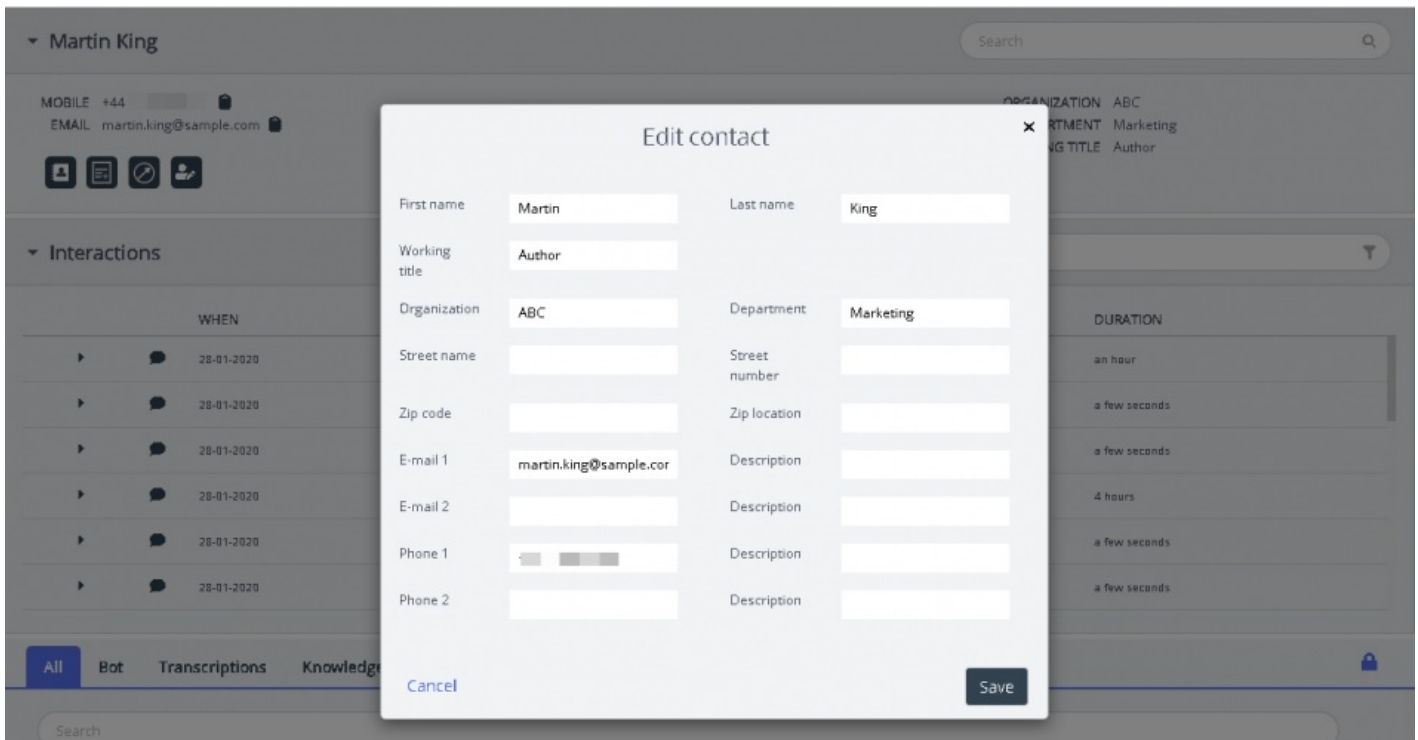 Martin King
Search
MOBILE +44
EMAIL martin.king@sample.com
ORGANIZATION ABC
RTMENT Marketing
G TITLE Author
Edit contact
First name Martin Last name King
Working
title Author
Organization ABC Department Marketing
Street name Street
number
Zip code Zip location
E-mail 1 martin.king@sample.cor Description
E-mail 2 Description
Phone 1 Description
Phone 2 Description
Cancel Save
Interactions
WHEN DURATION
28-01-2020 an hour
28-01-2020 a few seconds
28-01-2020 a few seconds
28-01-2020 4 hours
28-01-2020 a few seconds
28-01-2020 a few seconds
All Bot Transcriptions Knowledge
Search